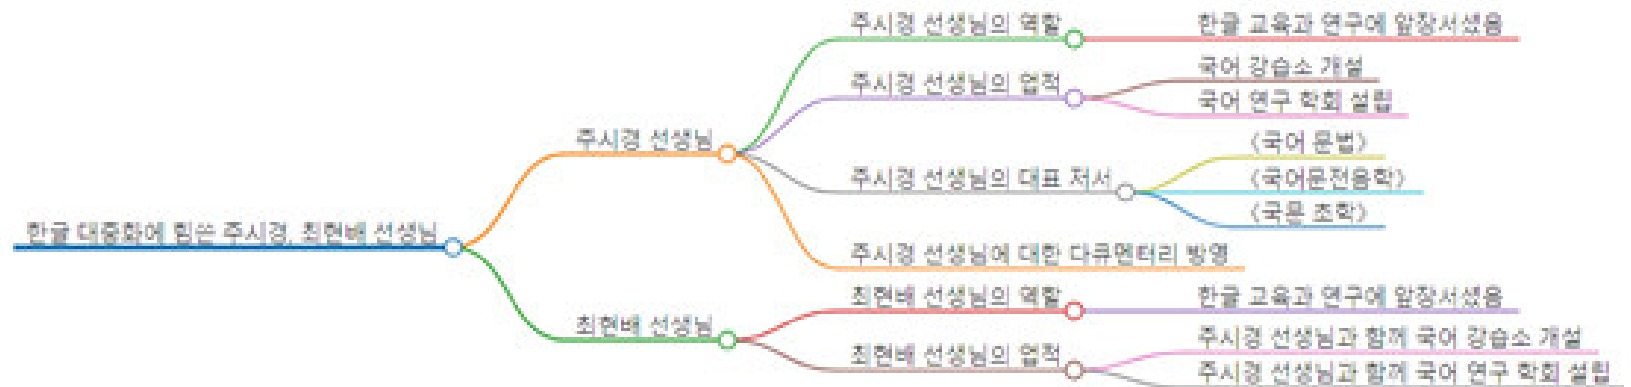 한글 대중화에 힘쓴 주시경, 최현배 선생님
주시경 선생님
주시경 선생님의 역할
한글 교육과 연구에 앞장서셨음
주시경 선생님의 업적
국어 강습소 개설
국어 연구 학회 설립
주시경 선생님의 대표 저서
<국어 문법>
<국어문전음학>
<국문 초학>
주시경 선생님에 대한 다큐멘터리 방영
최현배 선생님
최현배 선생님의 역할
한글 교육과 연구에 앞장서셨음
최현배 선생님의 업적
주시경 선생님과 함께 국어 강습소 개설
주시경 선생님과 함께 국어 연구 학회 설립